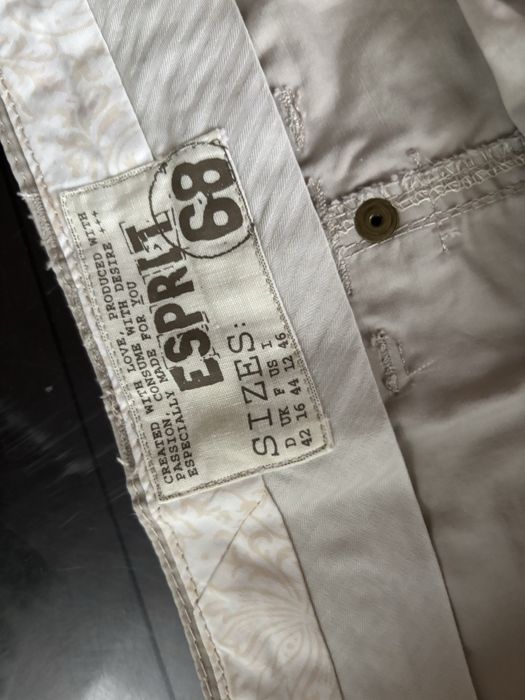 CREATED WITH LOVE, PRODUCED WITH
PASSION, CONSUME WITH DESIRE +++
ESPECIALLY MADE FOR YOU
ESPRIT 68
SIZES:
D UK F US I
42 16 44 12 46